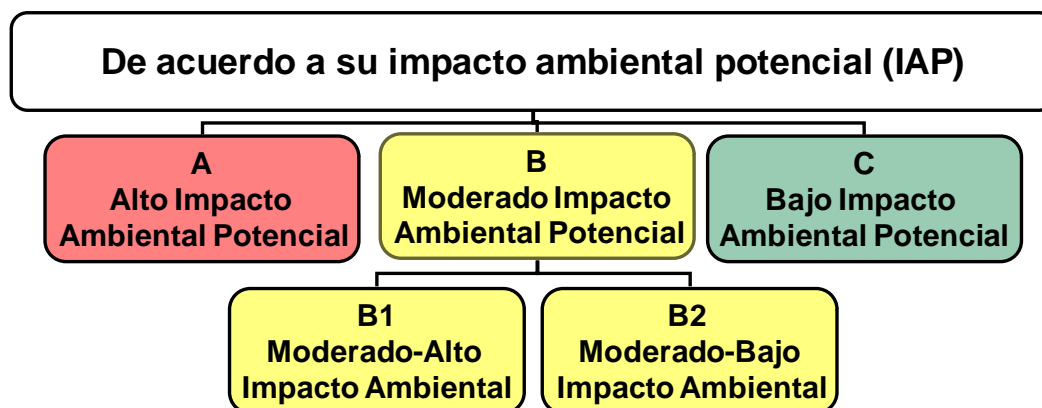 De acuerdo a su impacto ambiental potencial (IAP)
A
Alto Impacto
Ambiental Potencial
B
Moderado Impacto
Ambiental Potencial
C
Bajo Impacto
Ambiental Potencial
B1
Moderado-Alto
Impacto Ambiental
B2
Moderado-Bajo
Impacto Ambiental